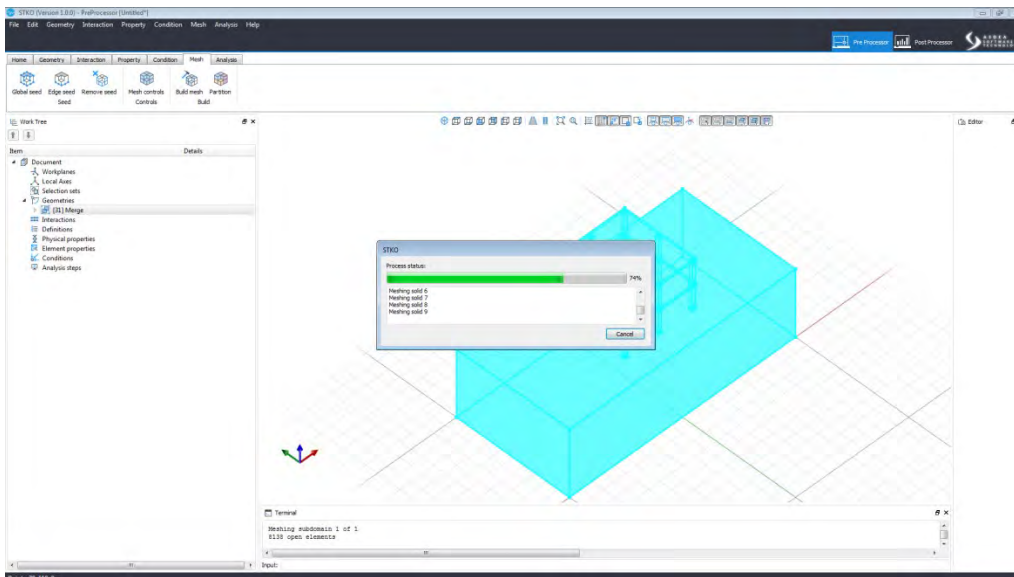 STKO (Version 1.0.0) - PreProcessor [Untitled*]
File Edit Geometry Interaction Property Condition Mesh Analysis Help
Pre Processor Post Processor
ASDEA
SOFTWARE
Home Geometry Interaction Property Condition Mesh Analysis
Global seed Edge seed Remove seed Mesh controls Build mesh Partition
Seed Controls Build
Work Tree
Editor
Item Details
Document
Workplanes
Local Axes
Selection sets
Geometries
[31] Merge
Interactions
Definitions
Physical properties
Element properties
Conditions
Analysis steps
STKO
Process status:
74%
Meshing solid 6
Meshing solid 7
Meshing solid 8
Meshing solid 9
Cancel
Terminal
Meshing subdomain 1 of 1
8138 open elements
Input: